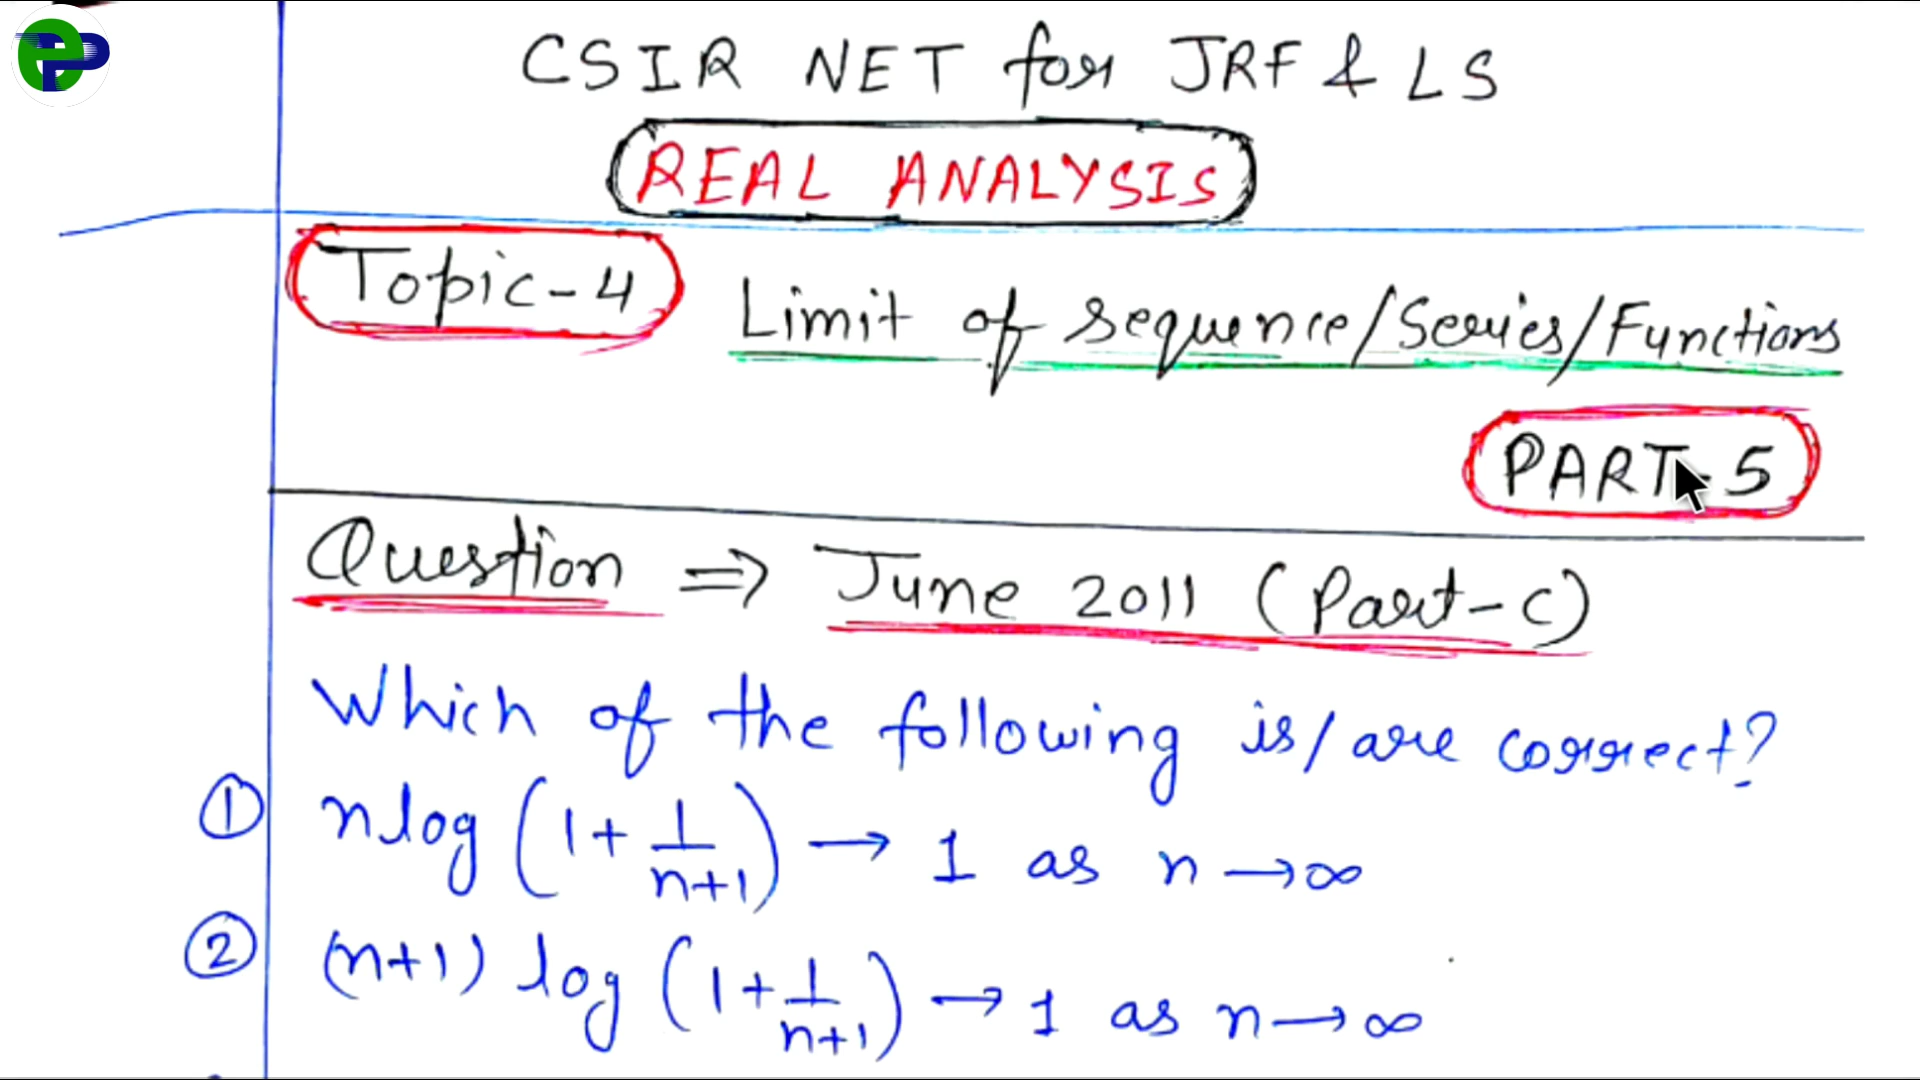 eP
CSIR NET for JRF & LS
REAL ANALYSIS
Topic-4
Limit of sequence/Series/Functions
PART-5
Question ⇒ June 2011 (Part-C)
Which of the following is/are correct?
① n log (1 + 1/(n+1)) → 1 as n → ∞
② (n+1) log (1 + 1/(n+1)) → 1 as n → ∞